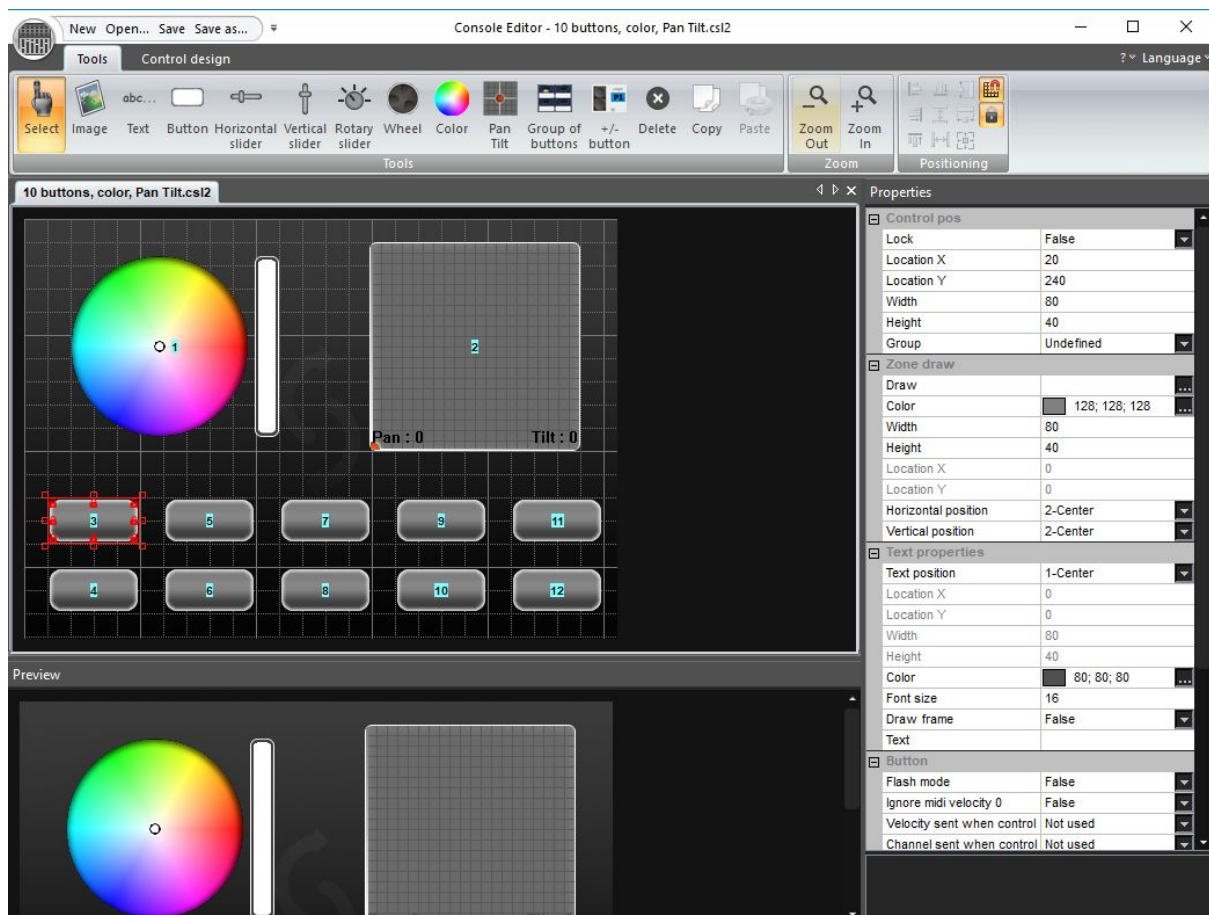 New Open... Save Save as...
Console Editor - 10 buttons, color, Pan Tilt.csl2
Tools Control design
? Language
Select Image Text Button Horizontal slider Vertical slider Rotary slider Wheel Color Pan Tilt Group of buttons +/- button Delete Copy Paste
abc...
Zoom Out Zoom In
Tools Zoom Positioning
10 buttons, color, Pan Tilt.csl2
1
2
Pan : 0 Tilt : 0
3 5 7 9 11
4 6 8 10 12
Preview
Properties
Control pos
Lock False
Location X 20
Location Y 240
Width 80
Height 40
Group Undefined
Zone draw
Draw ...
Color 128; 128; 128 ...
Width 80
Height 40
Location X 0
Location Y 0
Horizontal position 2-Center
Vertical position 2-Center
Text properties
Text position 1-Center
Location X 0
Location Y 0
Width 80
Height 40
Color 80; 80; 80 ...
Font size 16
Draw frame False
Text
Button
Flash mode False
Ignore midi velocity 0 False
Velocity sent when control Not used
Channel sent when control Not used